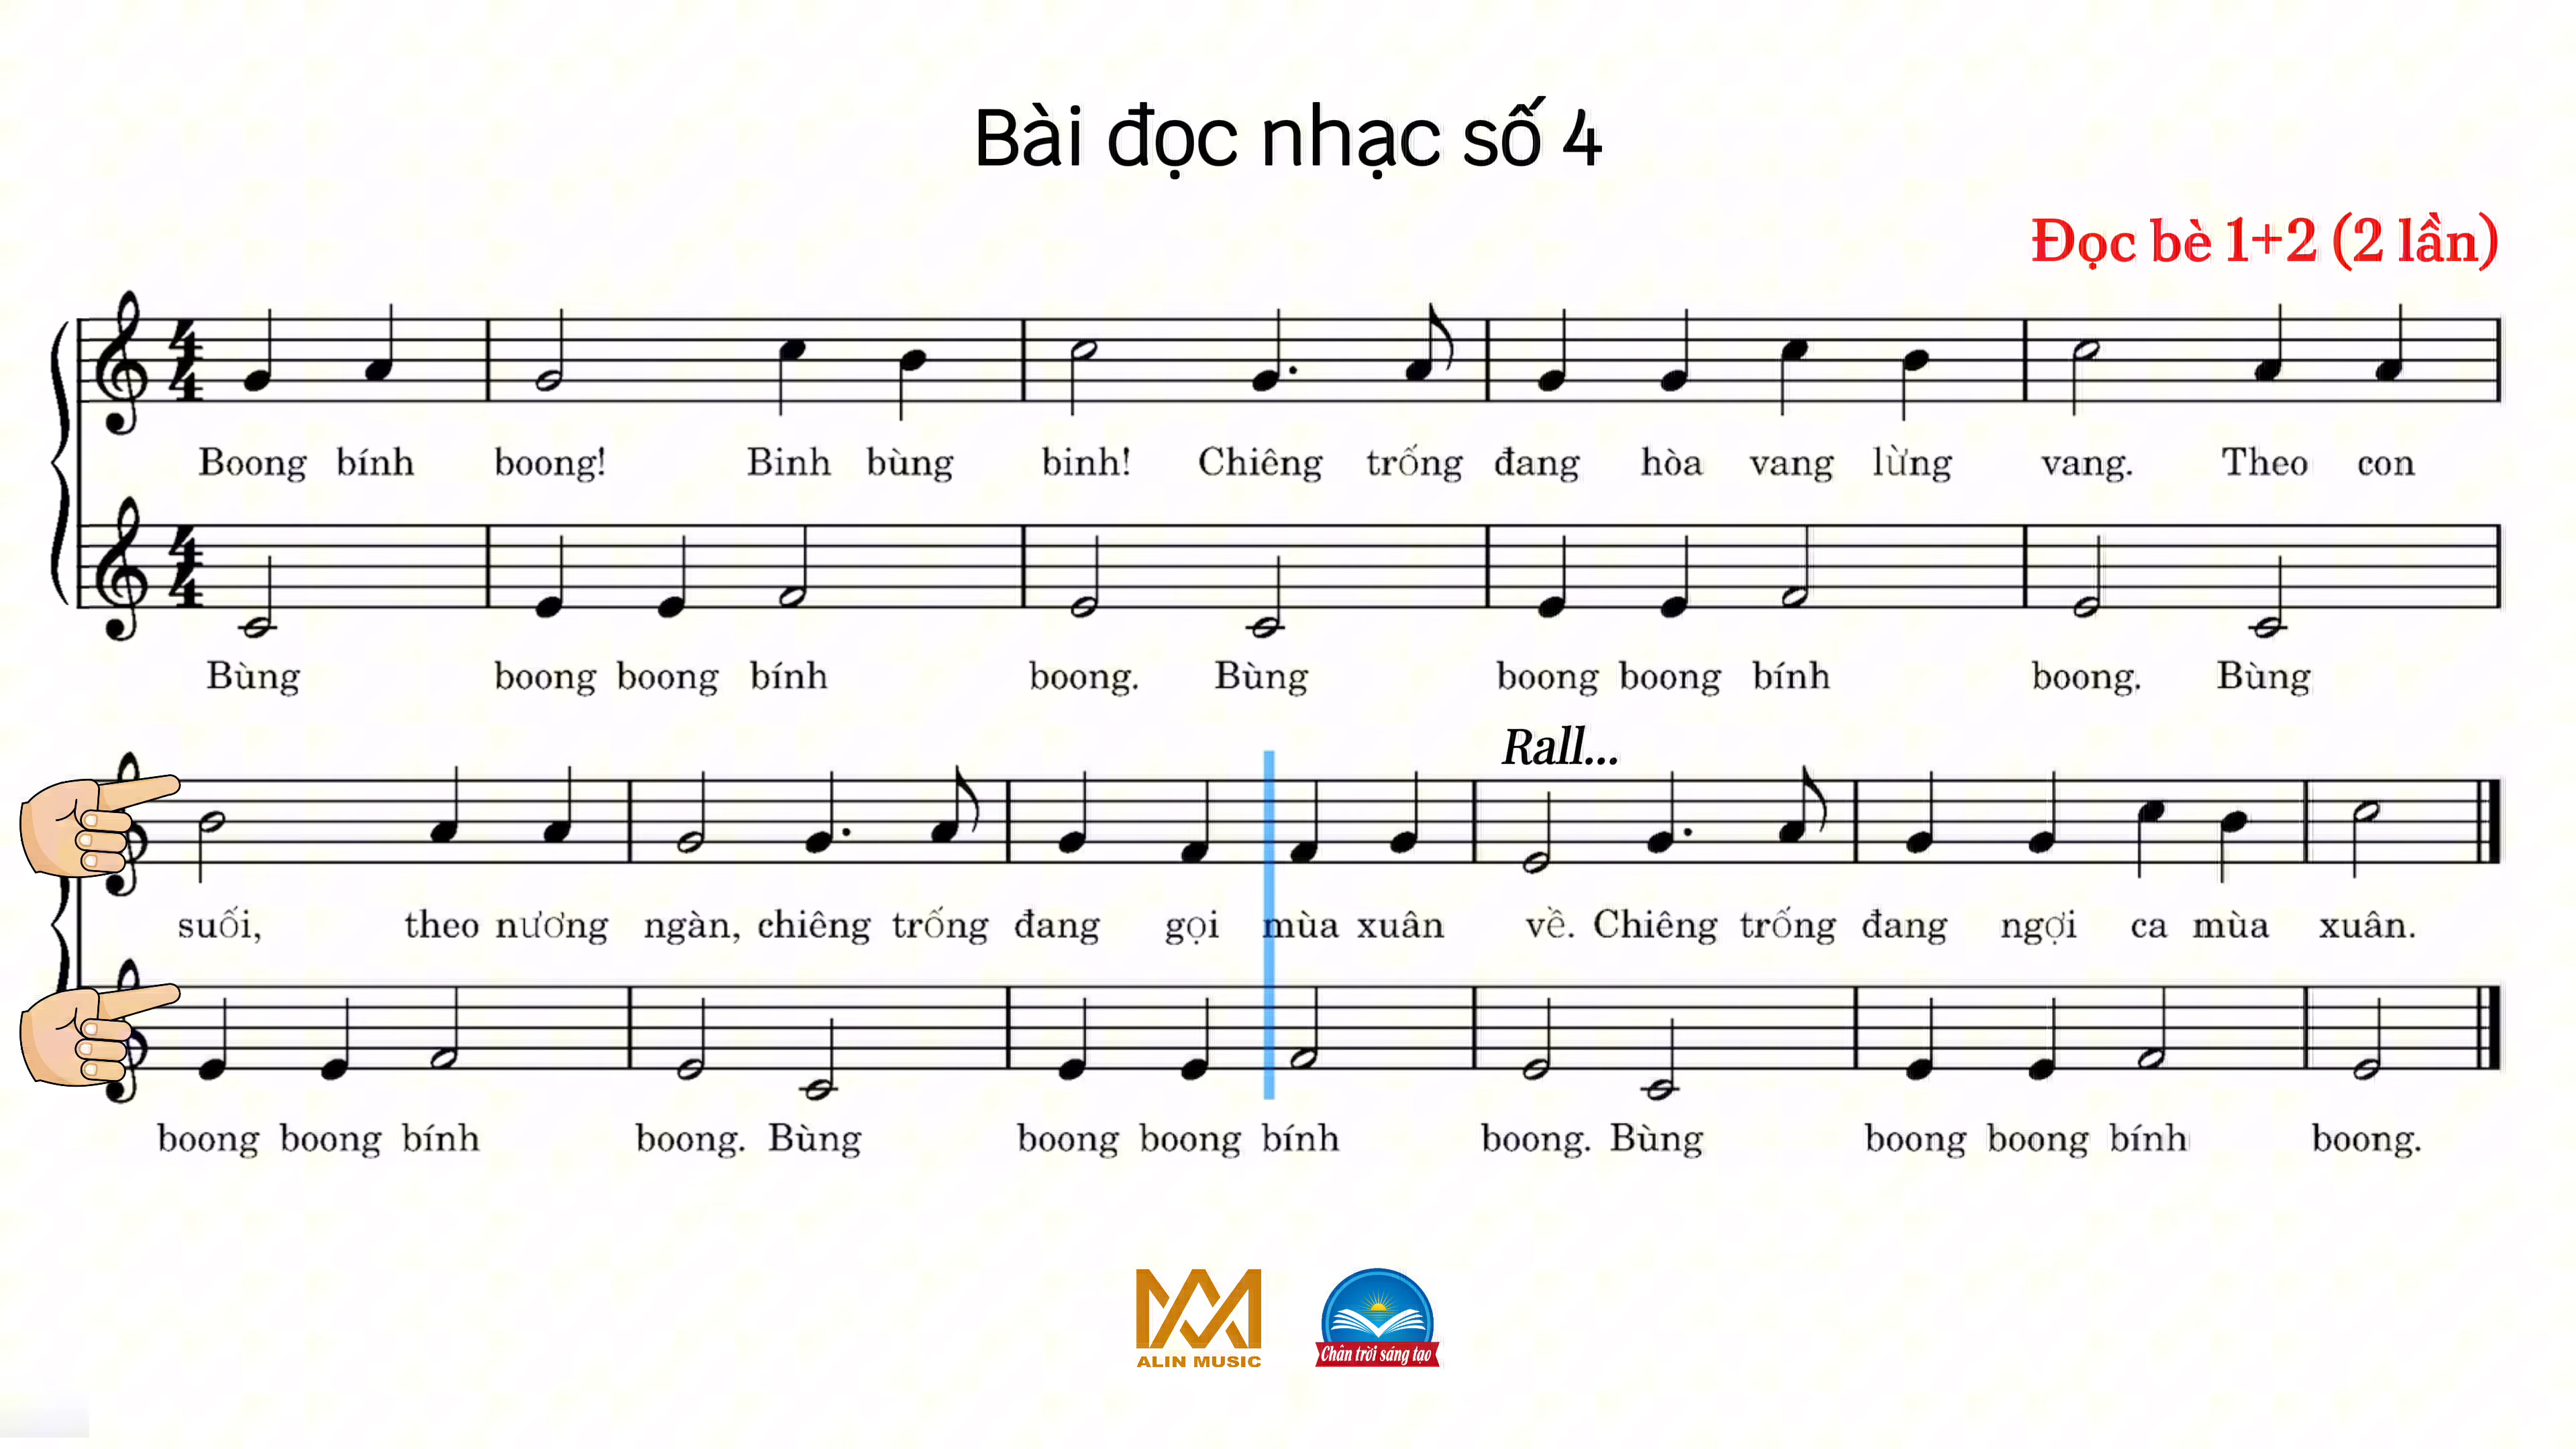 Bài đọc nhạc số 4
Đọc bè 1+2 (2 lần)
Boong bính boong! Binh bùng binh! Chiêng trống đang hòa vang lừng vang. Theo con
Bùng boong boong bính boong. Bùng boong boong bính boong. Bùng
Rall...
suối, theo nương ngàn, chiêng trống đang gọi mùa xuân về. Chiêng trống đang ngợi ca mùa xuân.
boong boong bính boong. Bùng boong boong bính boong. Bùng boong boong bính boong.
ALIN MUSIC
Chân trời sáng tạo